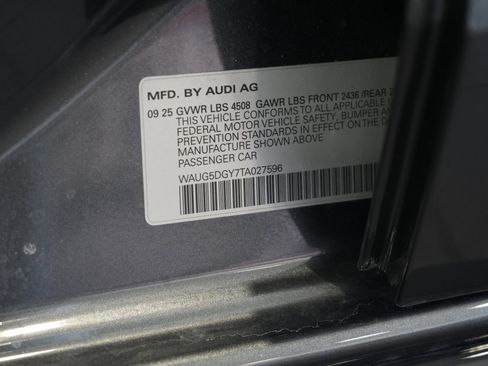 MFD. BY AUDI AG
09 25 GVWR LBS 4508 GAWR LBS FRONT 2436 /REAR
THIS VEHICLE CONFORMS TO ALL APPLICABLE
FEDERAL MOTOR VEHICLE SAFETY, BUMPER
PREVENTION STANDARDS IN EFFECT ON THE
MANUFACTURE SHOWN ABOVE
PASSENGER CAR
WAUG5DGY7TA027596